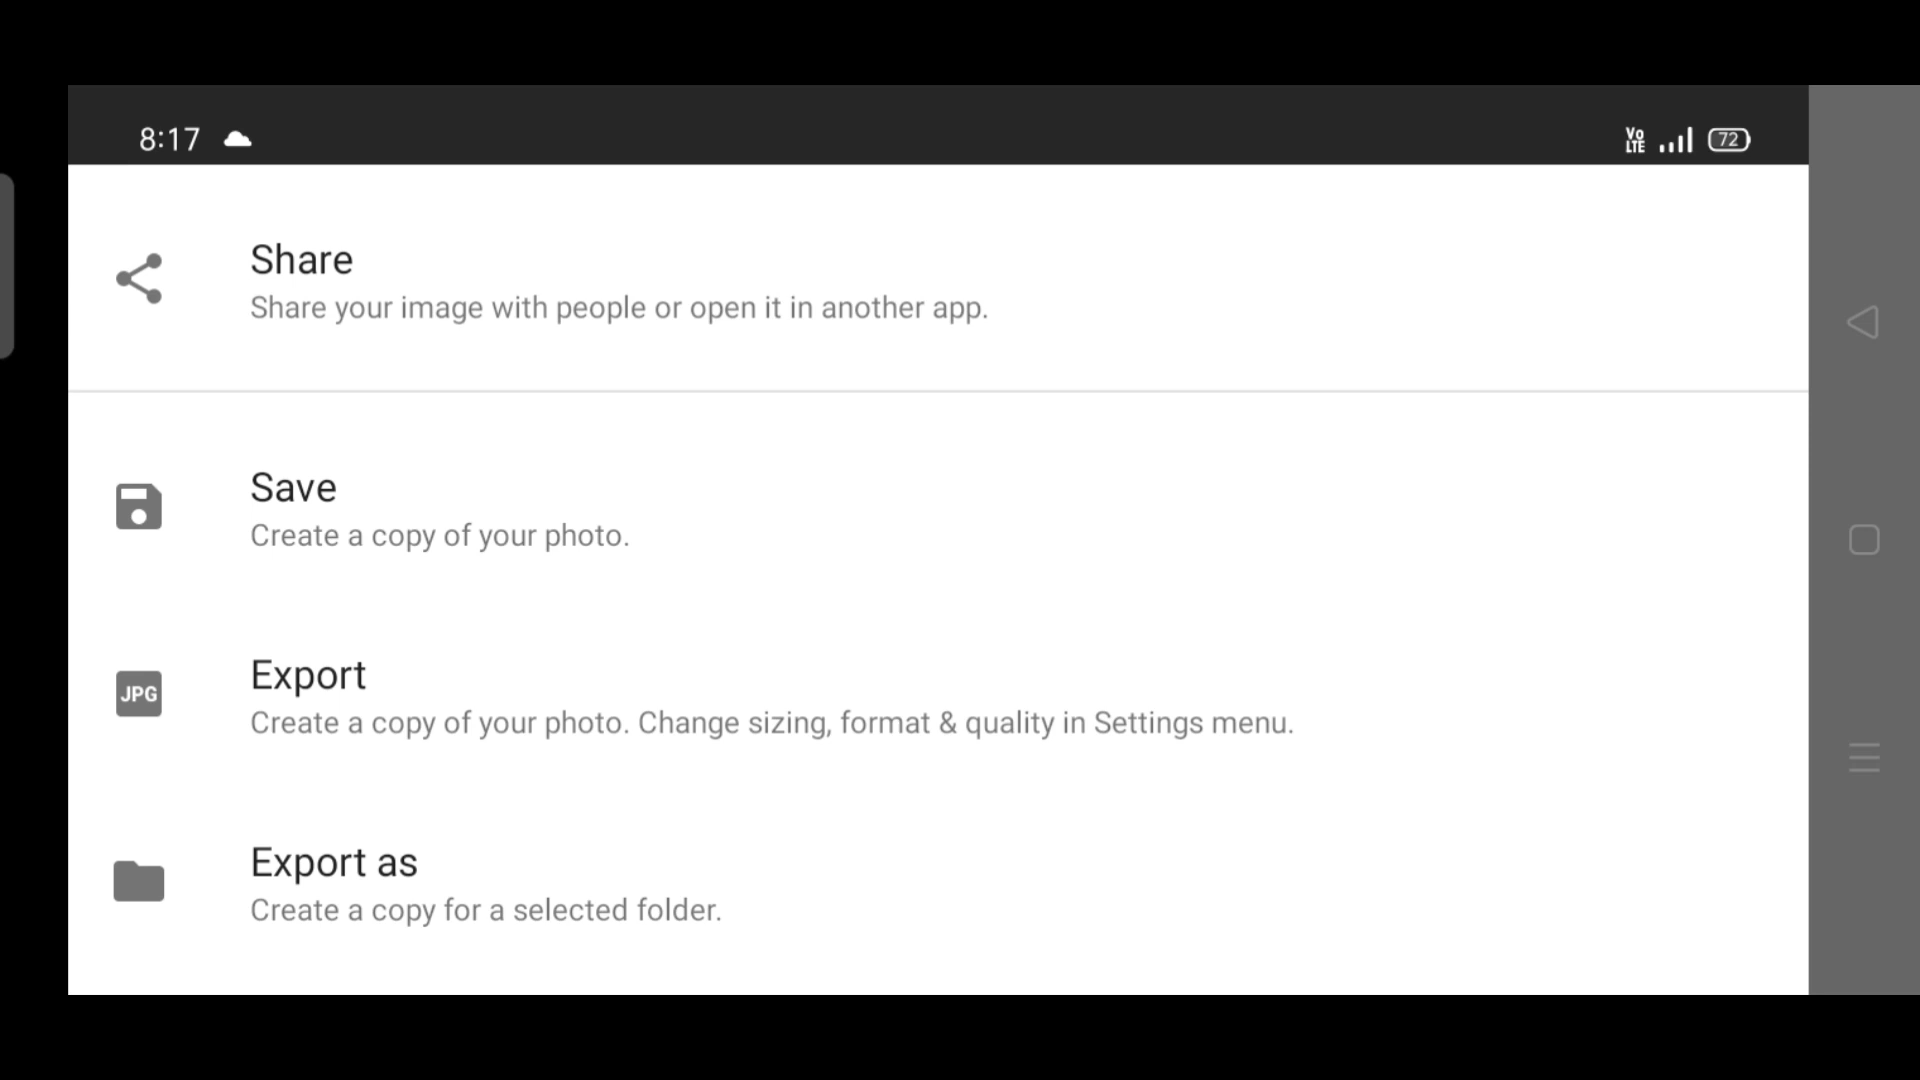 8:17
Vo
LTE
72
Share
Share your image with people or open it in another app.
Save
Create a copy of your photo.
JPG
Export
Create a copy of your photo. Change sizing, format & quality in Settings menu.
Export as
Create a copy for a selected folder.